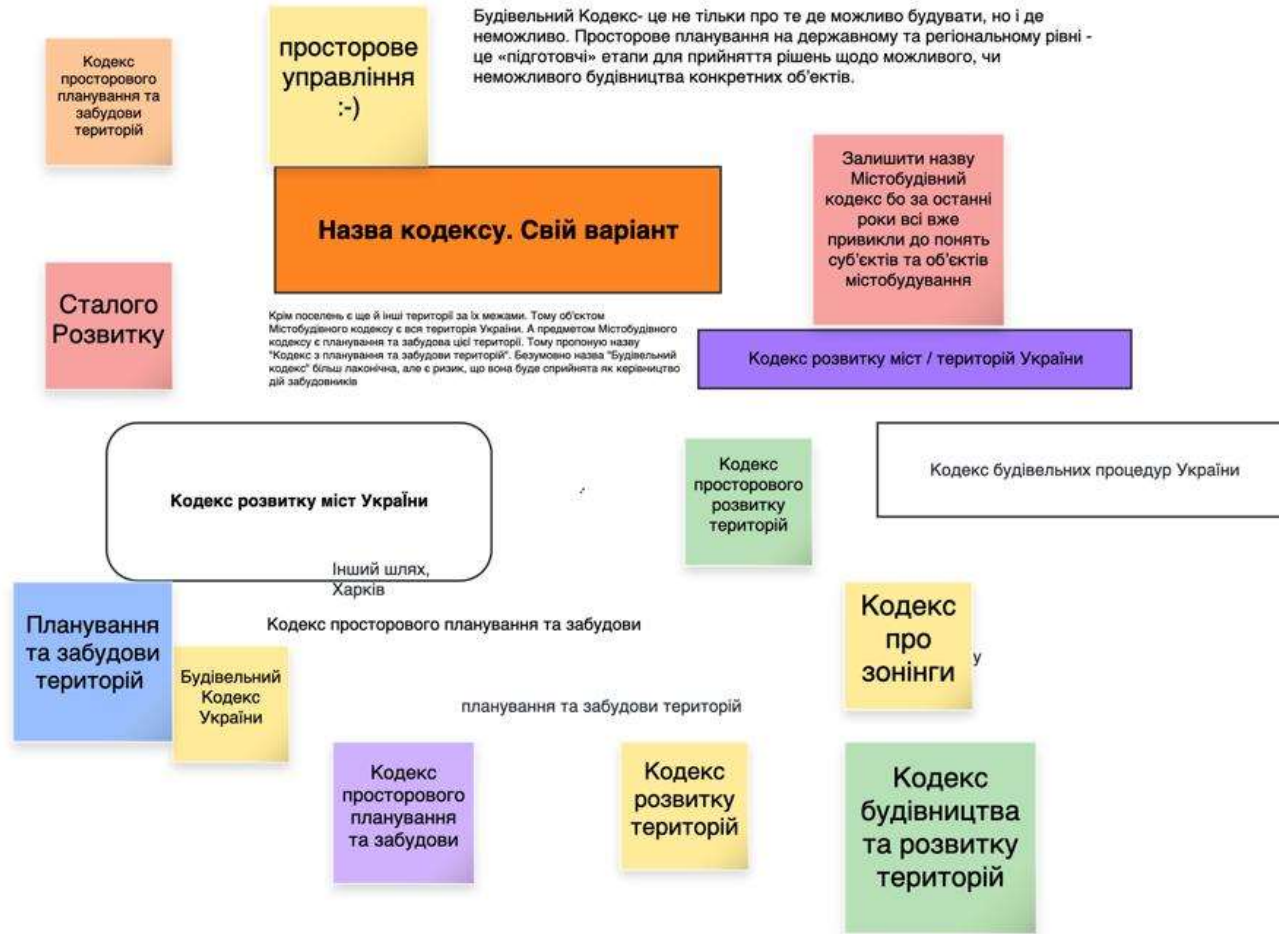 Будівельний Кодекс- це не тільки про те де можливо будувати, но і де
неможливо. Просторове планування на державному та регіональному рівні -
це «підготовчі» етапи для прийняття рішень щодо можливого, чи
неможливого будівництва конкретних об'єктів.
Кодекс
просторового
планування та
забудови
територій
просторове
управління
:-)
Залишити назву
Містобудівний
кодекс бо за останні
роки всі вже
привикли до понять
суб'єктів та об'єктів
містобудування
Назва кодексу. Свій варіант
Сталого
Розвитку
Крім поселень є ще й інші території за їх межами. Тому об'єктом
Містобудівного кодексу є вся територія України. А предметом Містобудівного
кодексу є планування та забудова цієї території. Тому пропоную назву
"Кодекс з планування та забудови територій". Безумовно назва "Будівельний
кодекс" більш лаконічна, але є ризик, що вона буде сприйнята як керівництво
дій забудовників
Кодекс розвитку міст / територій України
Кодекс розвитку міст України
Кодекс
просторового
розвитку
територій
Кодекс будівельних процедур України
Інший шлях,
Харків
Планування
та забудови
територій
Кодекс просторового планування та забудови
Кодекс
про
зонінги
у
Будівельний
Кодекс
України
планування та забудови територій
Кодекс
просторового
планування
та забудови
Кодекс
розвитку
територій
Кодекс
будівництва
та розвитку
територій